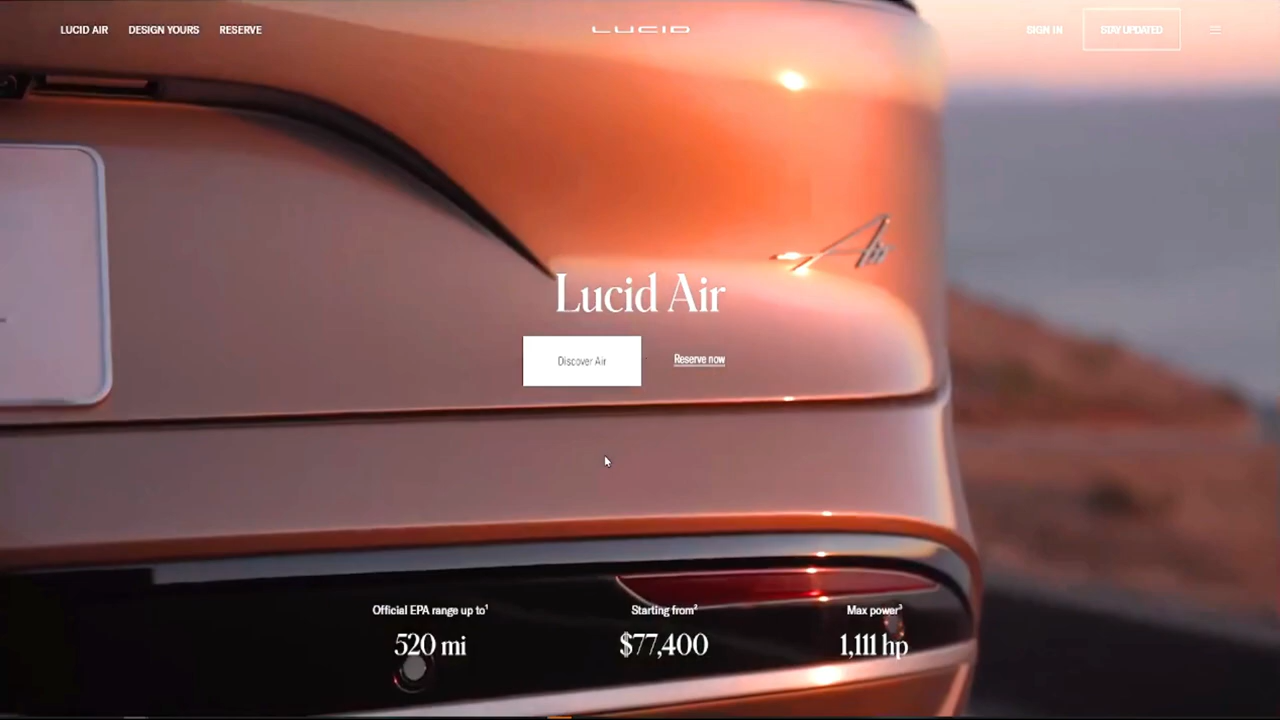 LUCID AIR DESIGN YOURS RESERVE LUCID SIGN IN STAY UPDATED
Air
Lucid Air
Discover Air Reserve now
Official EPA range up to¹ Starting from² Max power³
520 mi $77,400 1,111 hp